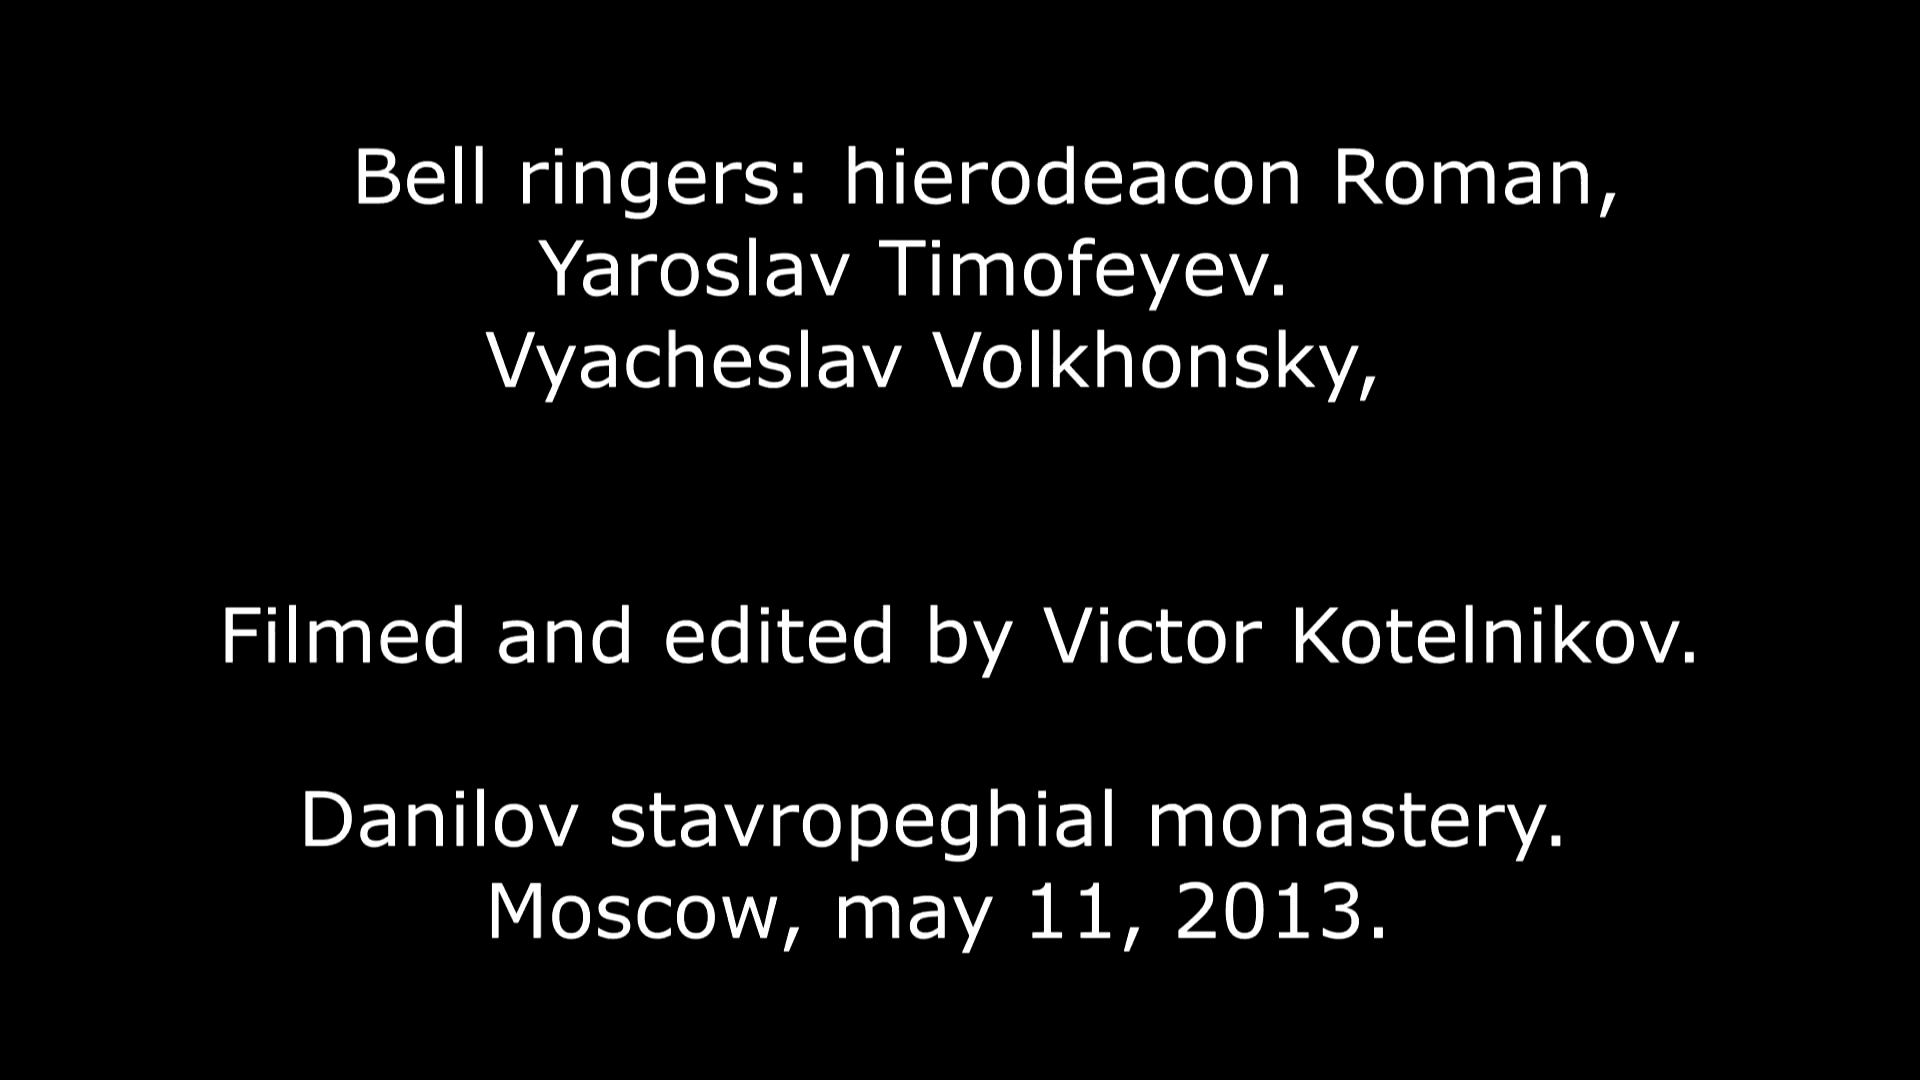 Bell ringers: hierodeacon Roman,
Yaroslav Timofeyev.
Vyacheslav Volkhonsky,
Filmed and edited by Victor Kotelnikov.
Danilov stavropeghial monastery.
Moscow, may 11, 2013.